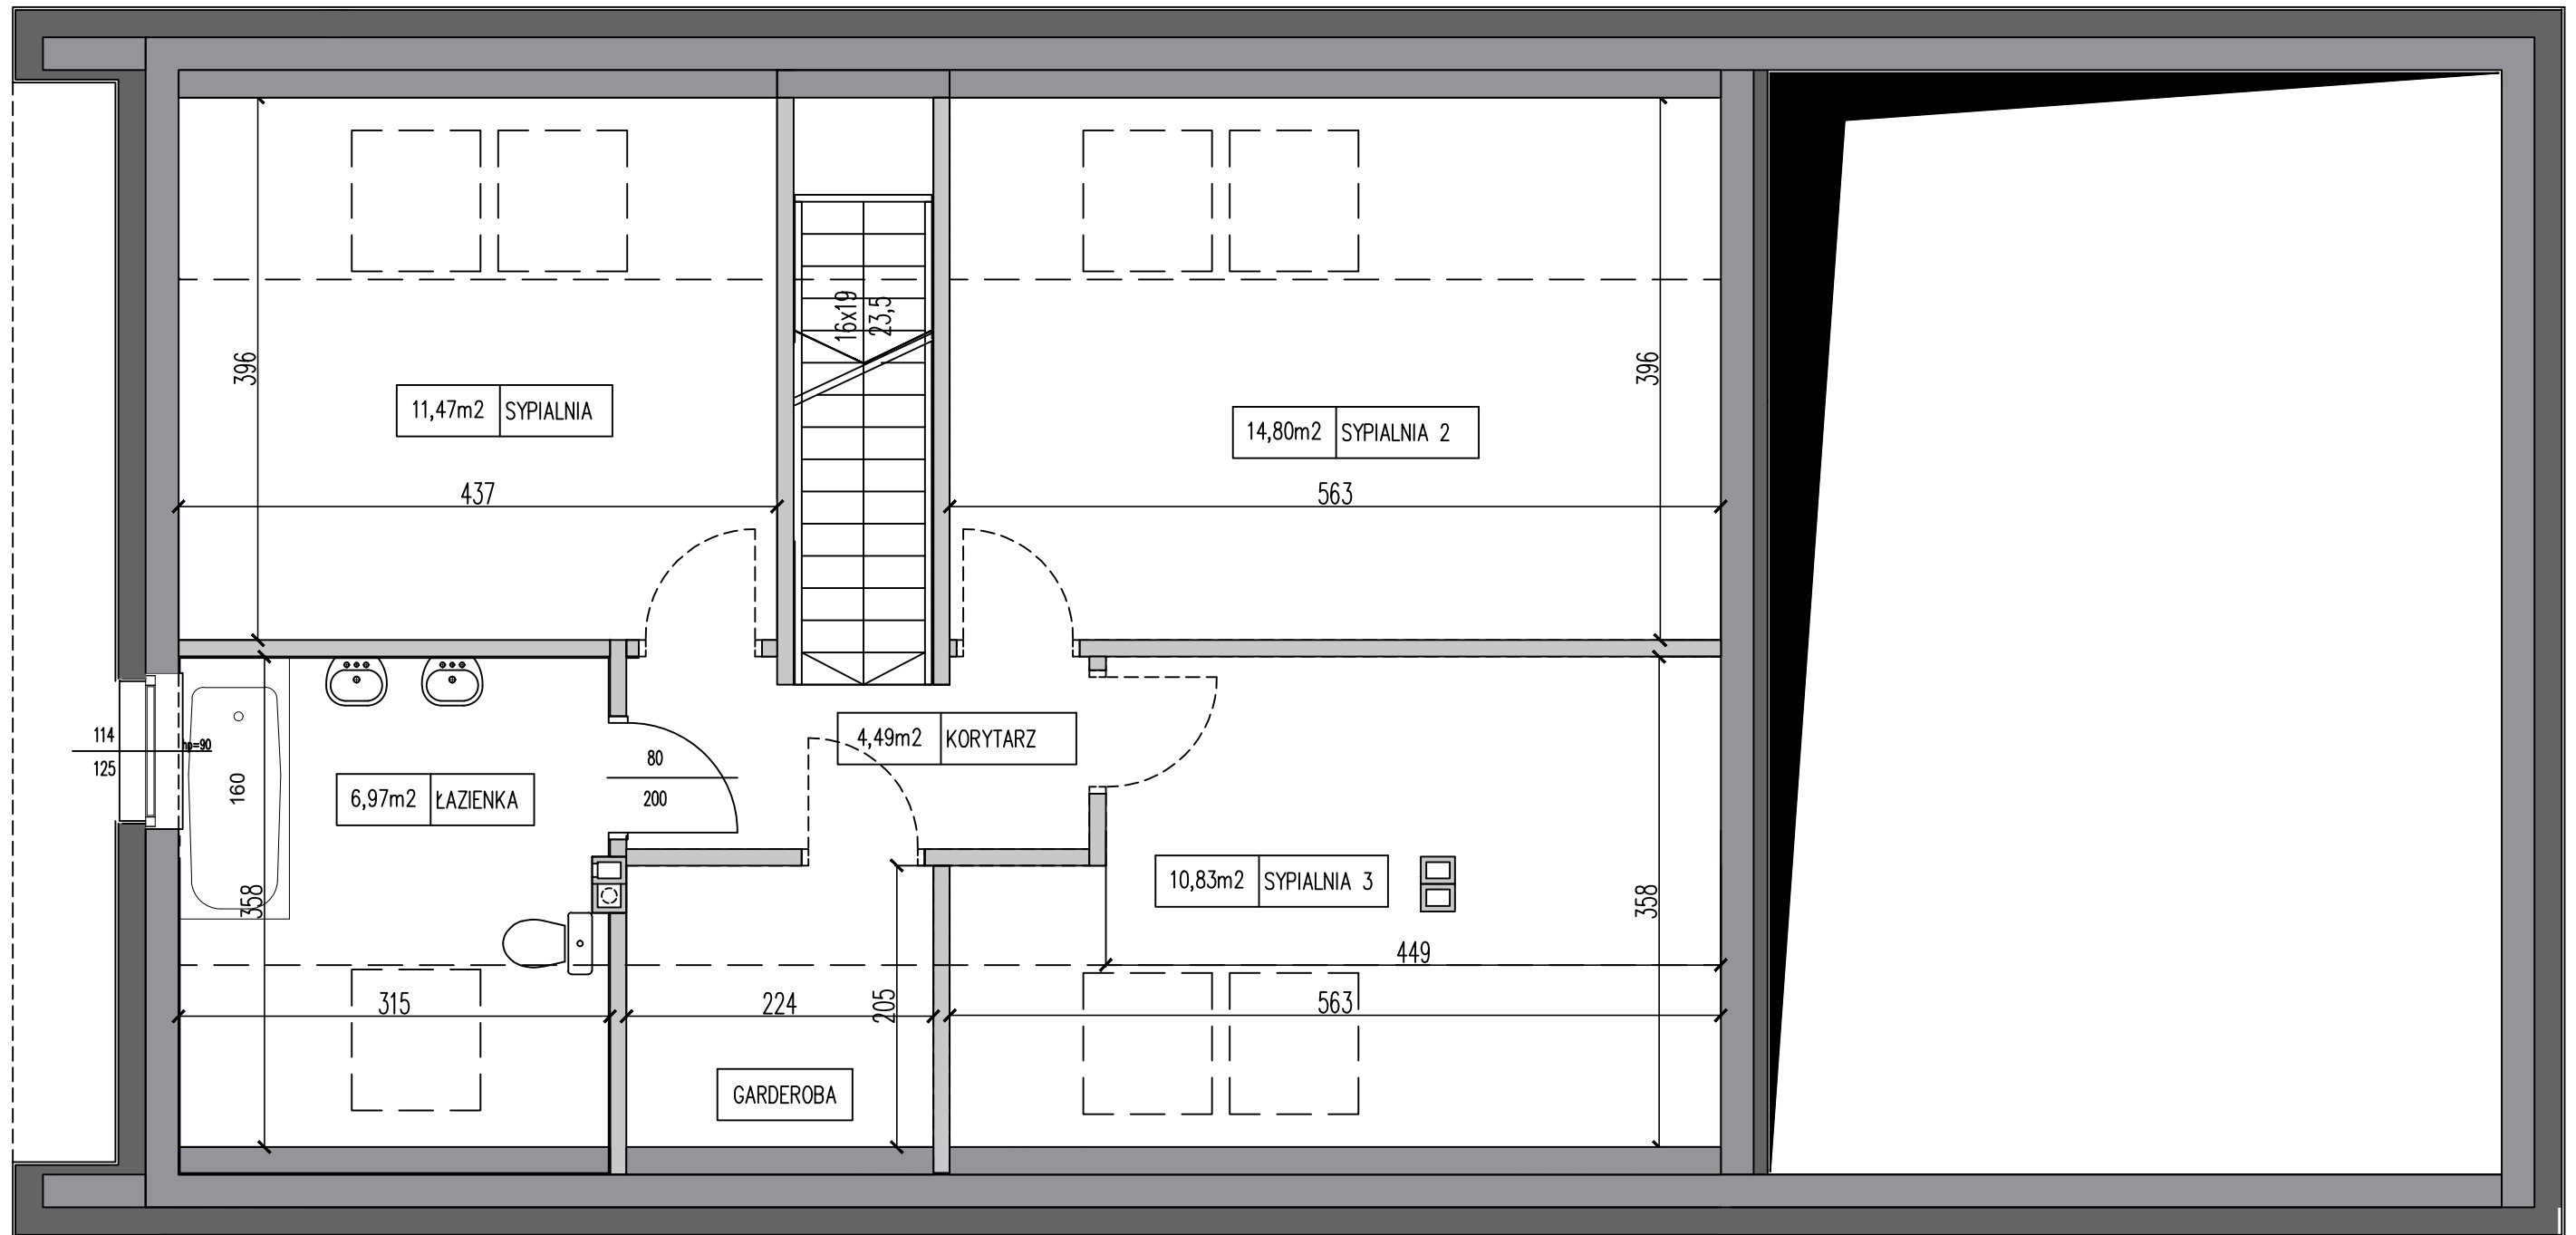 16x19
23,5
396
396
11,47m2 SYPIALNIA
14,80m2 SYPIALNIA 2
437
563
114
125
hp=90
160
80
200
4,49m2 KORYTARZ
6,97m2 ŁAZIENKA
10,83m2 SYPIALNIA 3
358
358
449
315
224
205
563
GARDEROBA